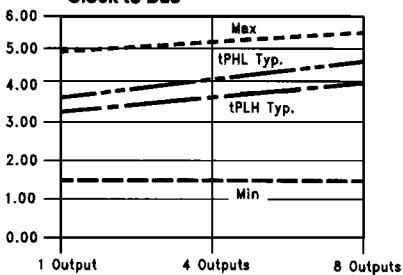 Clock to Bus
6.00
Max
5.00
tPHL Typ.
4.00
tPLH Typ.
3.00
2.00
Min
1.00
0.00
1 Output 4 Outputs 8 Outputs